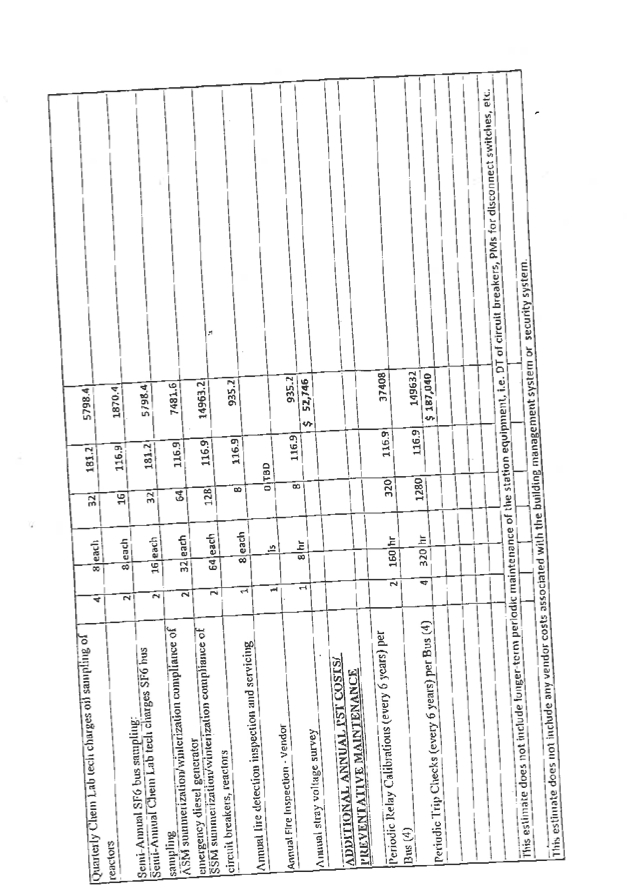 Quarterly Chem Lab tech charges oil sampling of
reactors 4 8 each 32 181.2 5798.4
Semi-Annual SF6 bus sampling: 2 8 each 16 116.9 1870.4
Semi-Annual Chem Lab tech charges SF6 bus
sampling 2 16 each 32 181.2 5798.4
ASM summerization/winterization compliance of
emergency diesel generator 2 32 each 64 116.9 7481.6
SSM summerization/winterization compliance of
circuit breakers, reactors 2 64 each 128 116.9 14963.2
Annual fire detection inspection and servicing 1 8 each 8 116.9 935.2
Annual Fire Inspection - Vendor 1 ls 0 TBD
Annual stray voltage survey 1 8 hr 8 116.9 935.2
$ 52,746
ADDITIONAL ANNUAL PST COSTS/
PREVENTATIVE MAINTENANCE
Periodic Relay Calibrations (every 6 years) per
Bus (4) 2 160 hr 320 116.9 37408
Periodic Trip Checks (every 6 years) per Bus (4) 4 320 hr 1280 116.9 149632
$ 187,040
This estimate does not include longer-term periodic maintenance of the station equipment, i.e. DT of circuit breakers, PMs for disconnect switches, etc.
This estimate does not include any vendor costs associated with the building management system or security system.